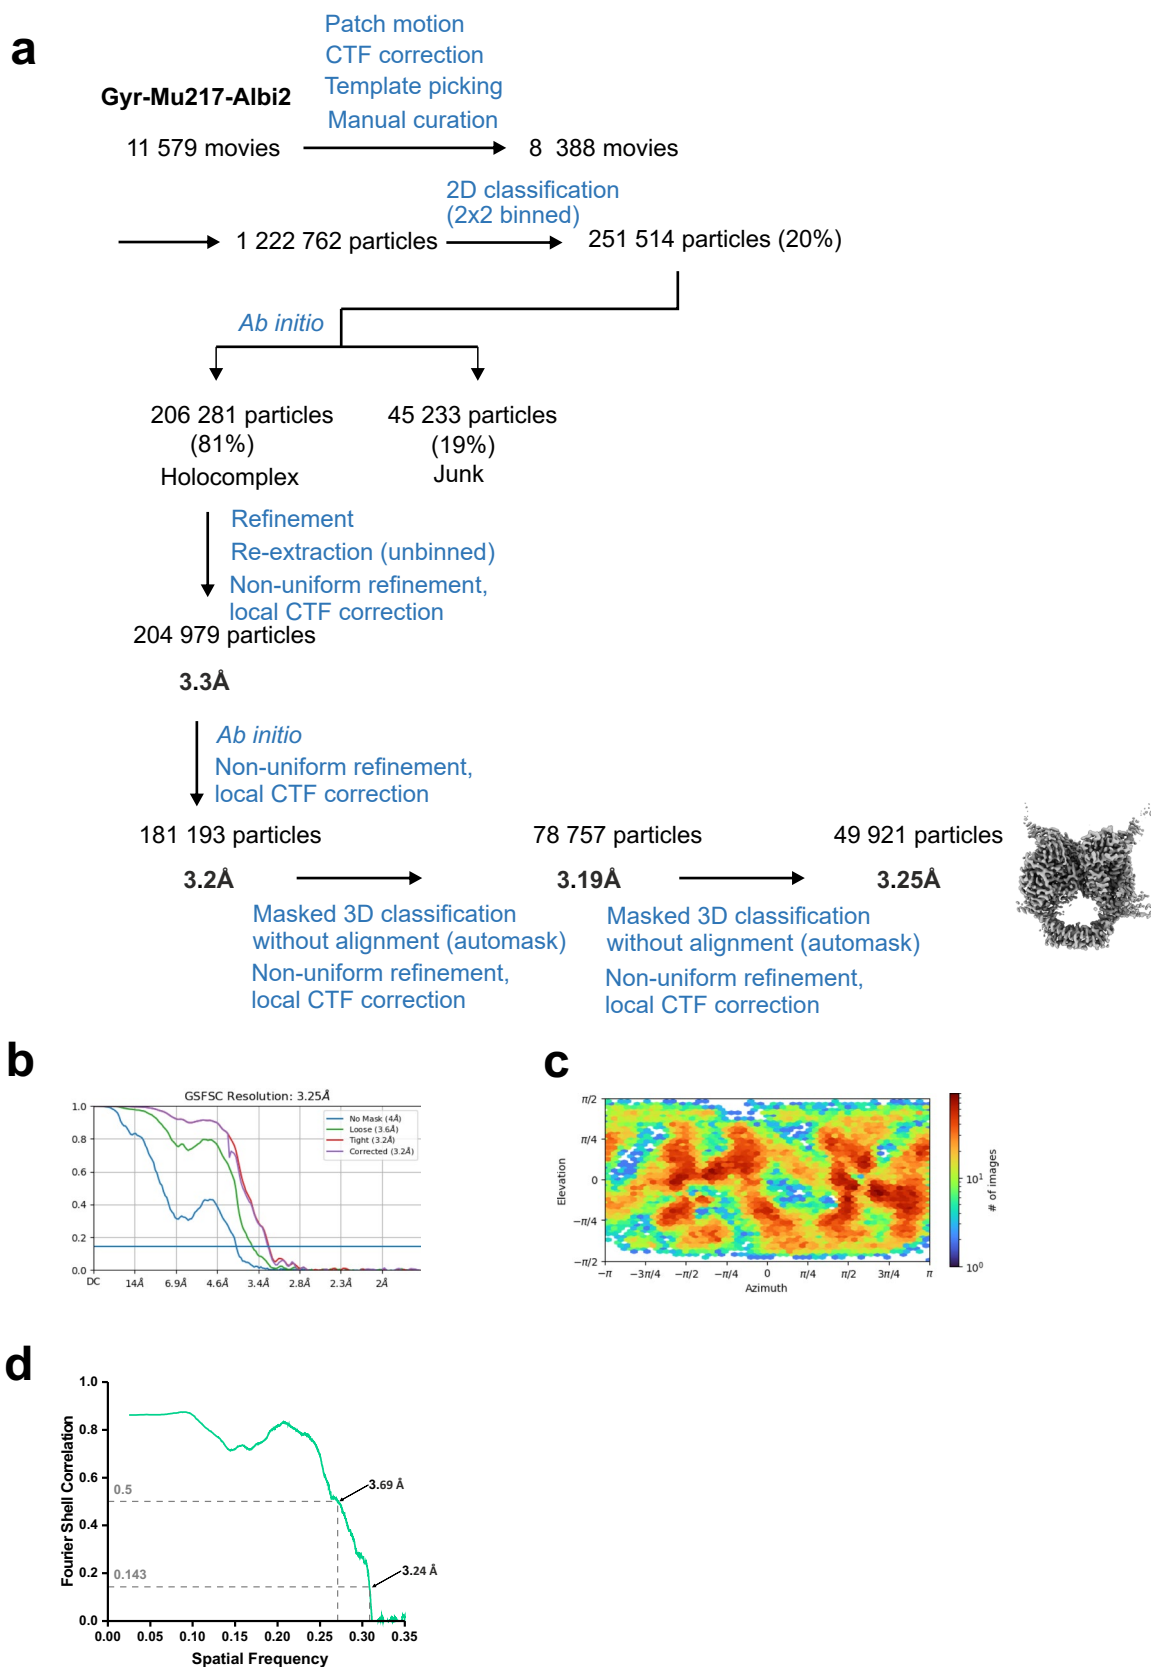 a
Patch motion
CTF correction
Template picking
Manual curation
Gyr-Mu217-Albi2
11 579 movies
8 388 movies
2D classification
(2x2 binned)
1 222 762 particles
251 514 particles (20%)
Ab initio
206 281 particles
(81%)
Holocomplex
45 233 particles
(19%)
Junk
Refinement
Re-extraction (unbinned)
Non-uniform refinement,
local CTF correction
204 979 particles
3.3Å
Ab initio
Non-uniform refinement,
local CTF correction
181 193 particles
3.2Å
78 757 particles
3.19Å
49 921 particles
3.25Å
Masked 3D classification
without alignment (automask)
Non-uniform refinement,
local CTF correction
Masked 3D classification
without alignment (automask)
Non-uniform refinement,
local CTF correction
b
GSFSC Resolution: 3.25Å
1.0
0.8
0.6
0.4
0.2
0.0
No Mask (4Å)
Loose (3.6Å)
Tight (3.2Å)
Corrected (3.2Å)
DC 14Å 6.9Å 4.6Å 3.4Å 2.8Å 2.3Å 2Å
c
Elevation
π/2
π/4
0
−π/4
−π/2
−π −3π/4 −π/2 −π/4 0 π/4 π/2 3π/4 π
Azimuth
10¹
10⁰
# of images
d
Fourier Shell Correlation
1.0
0.8
0.6
0.4
0.2
0.0
0.5
3.69 Å
0.143
3.24 Å
0.00 0.05 0.10 0.15 0.20 0.25 0.30 0.35
Spatial Frequency